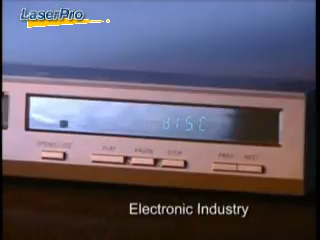 LaserPro
DISC
OPEN/CLOSE
PLAY PAUSE STOP
PREV NEXT
Electronic Industry